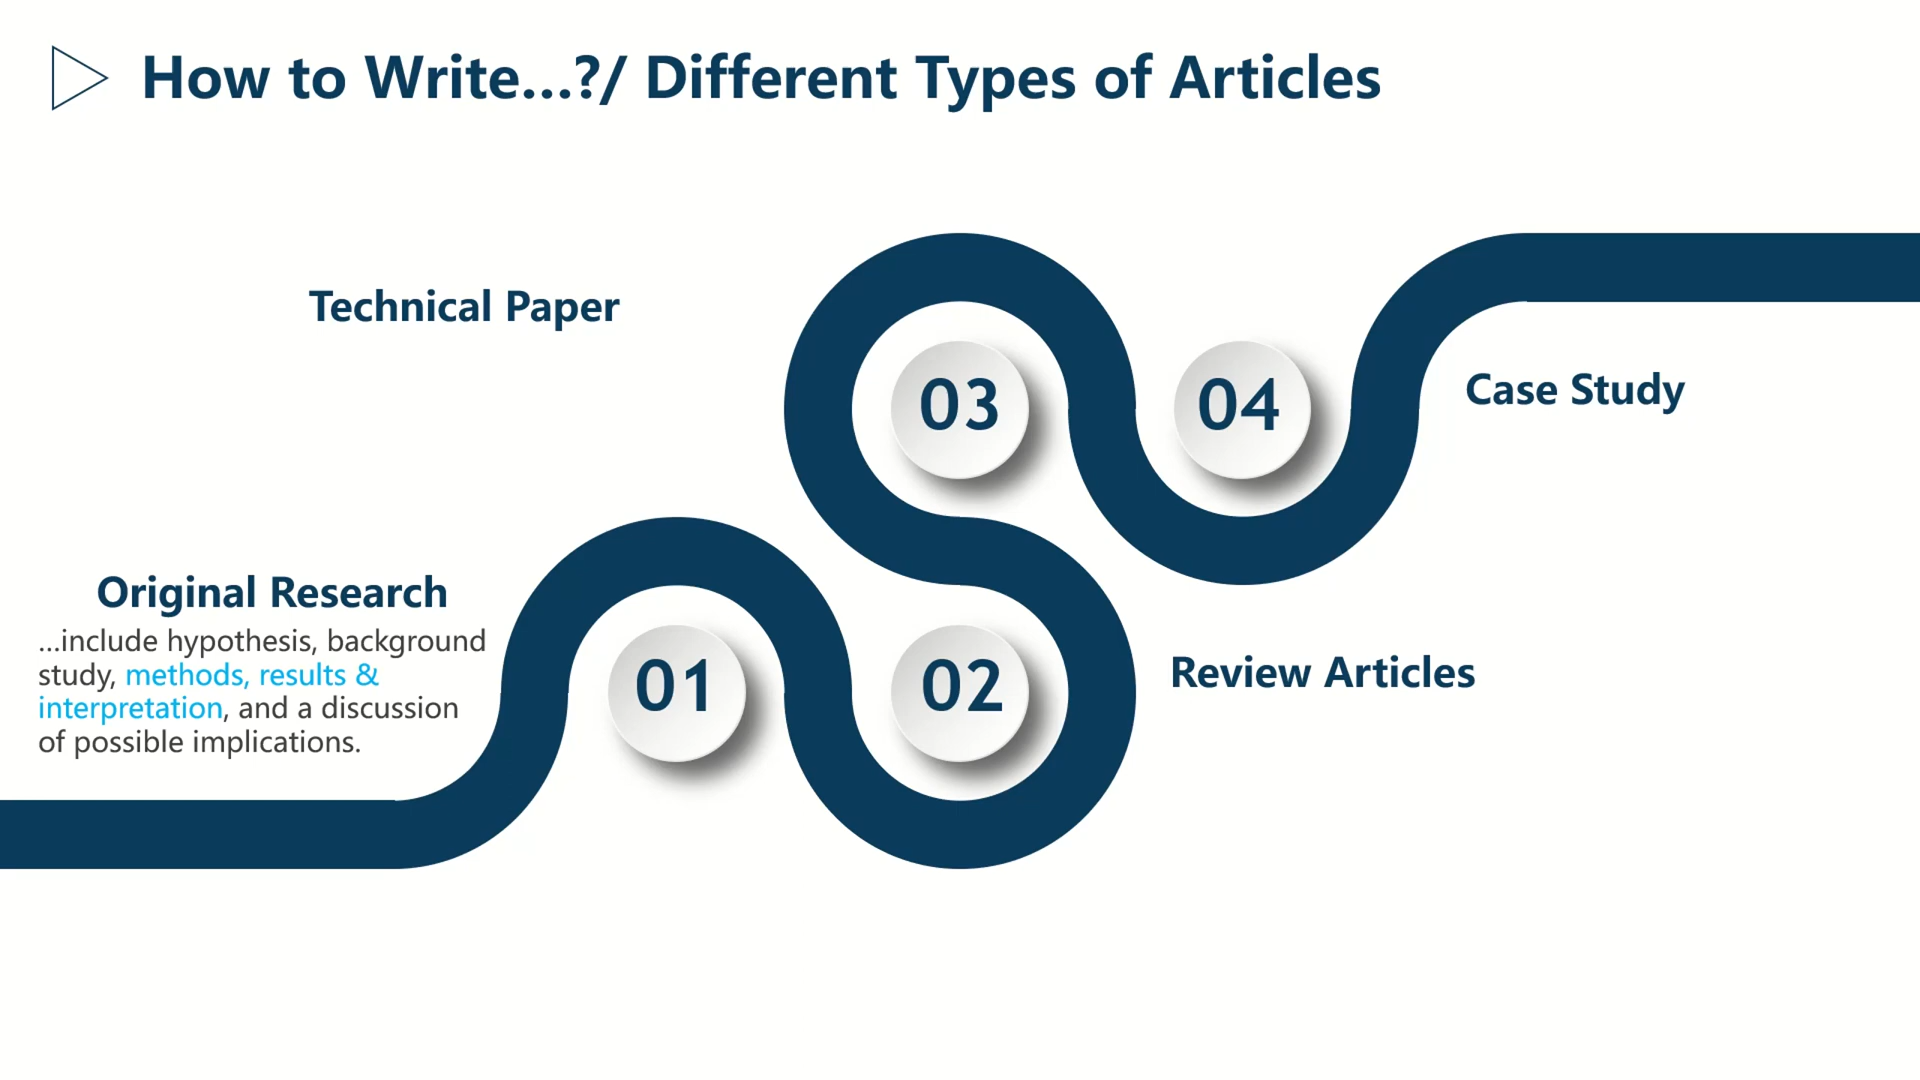 How to Write...?/ Different Types of Articles
Technical Paper
03
04
Case Study
Original Research
...include hypothesis, background
study, methods, results &
interpretation, and a discussion
of possible implications.
01
02
Review Articles